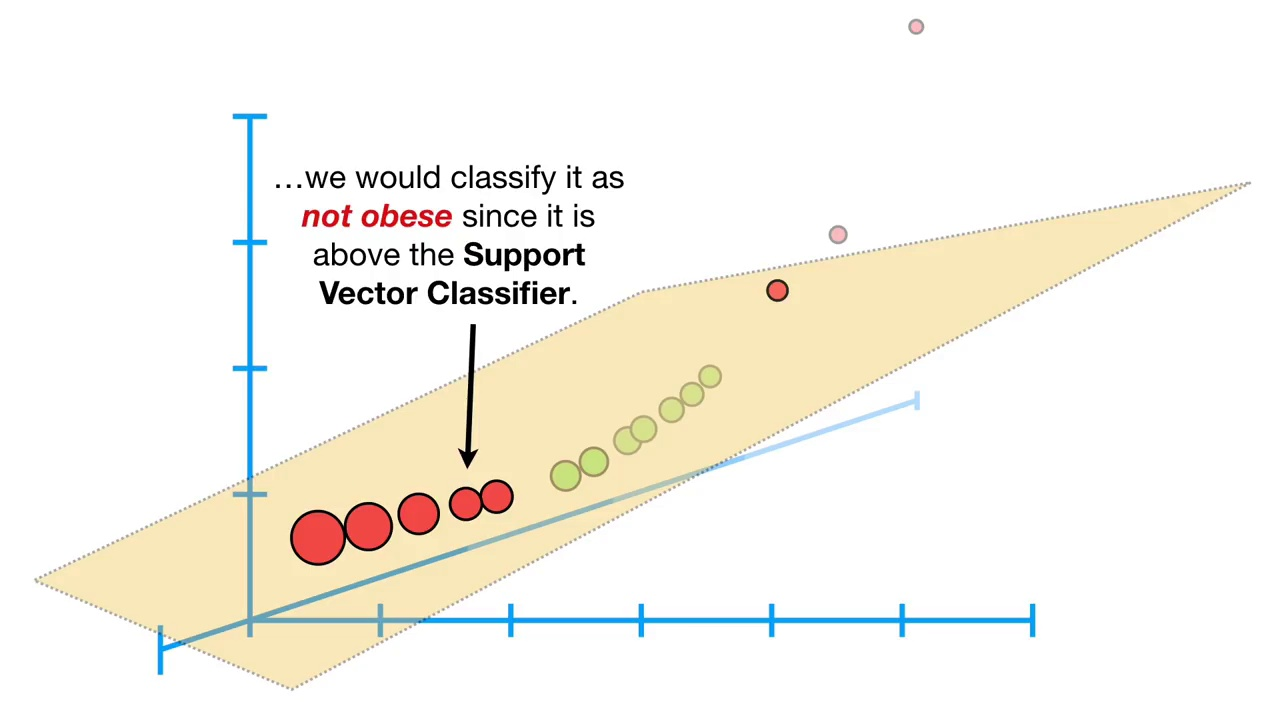 …we would classify it as
not obese since it is
above the Support
Vector Classifier.